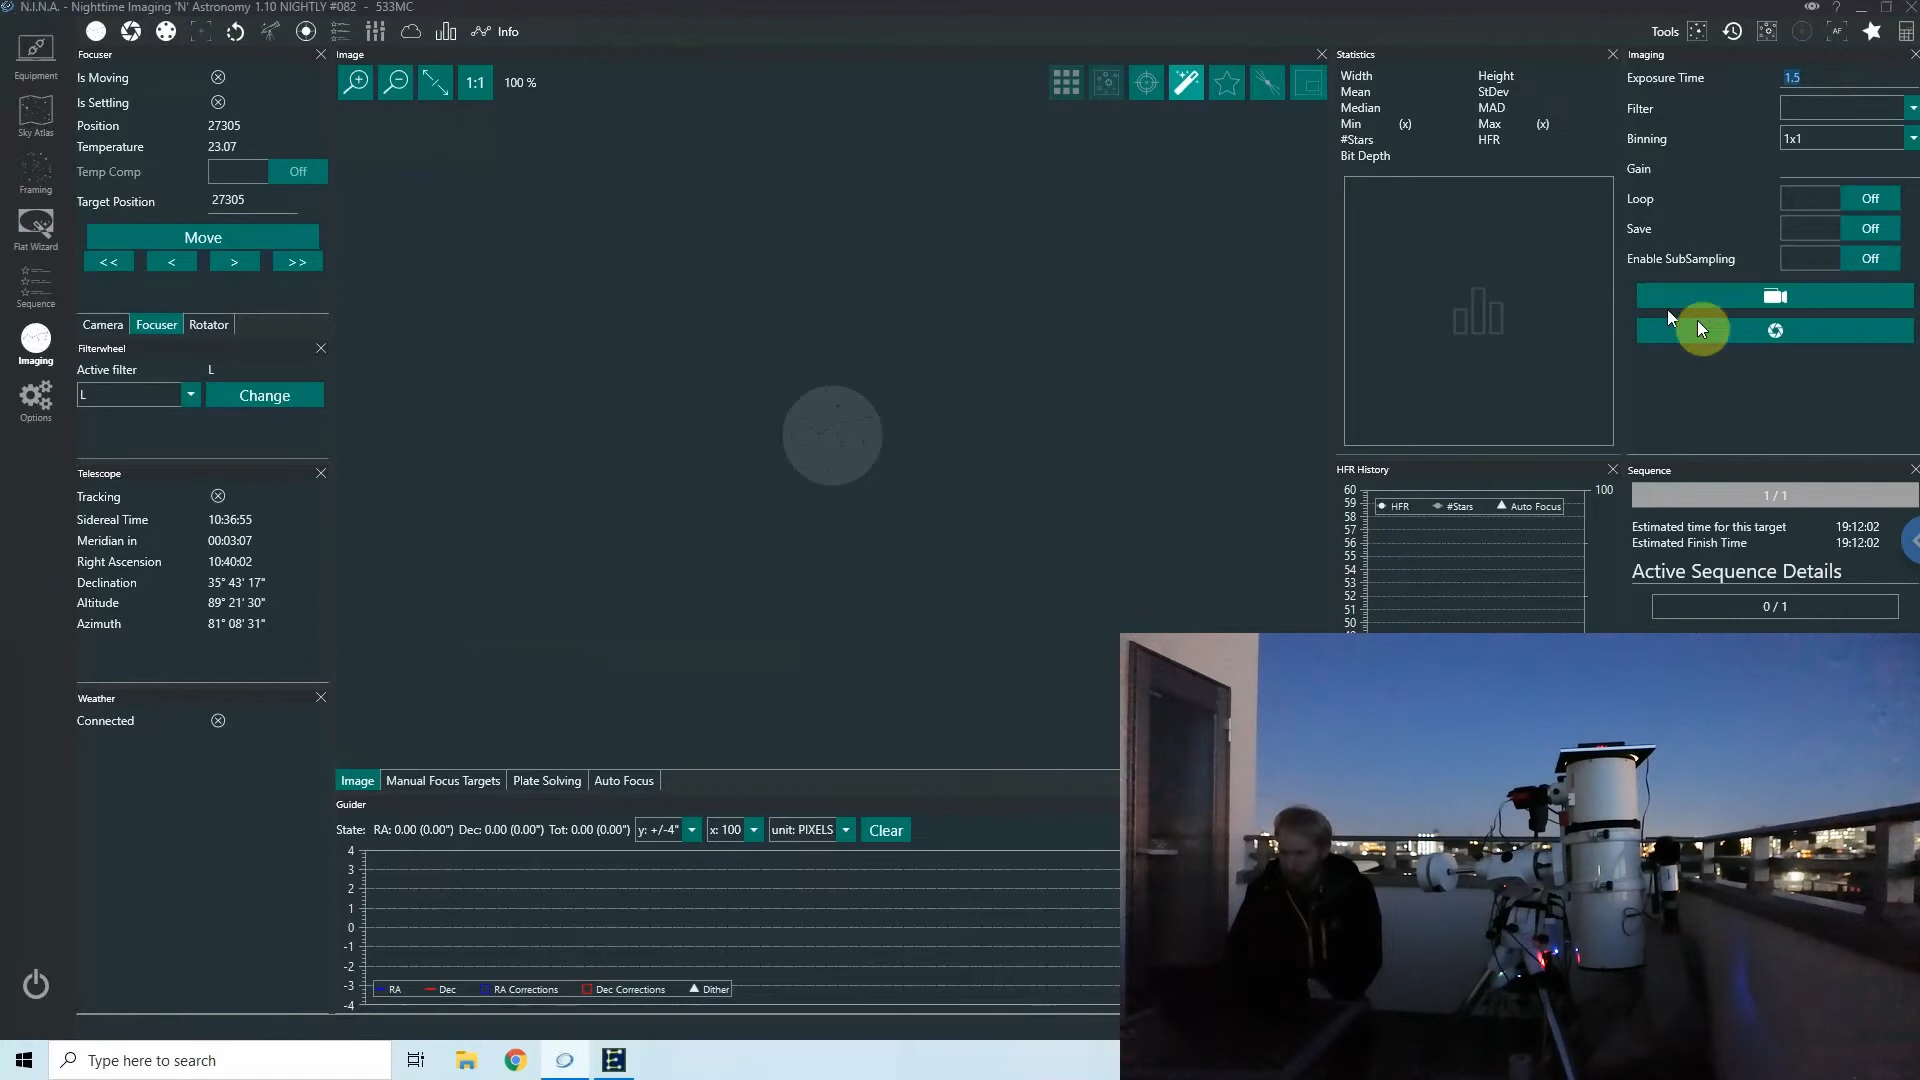 N.I.N.A. - Nighttime Imaging 'N' Astronomy 1.10 NIGHTLY #082 - 533MC
Info
Tools
AF
Equipment
Sky Atlas
Framing
Flat Wizard
Sequence
Imaging
Options
Focuser
Is Moving
Is Settling
Position 27305
Temperature 23.07
Temp Comp Off
Target Position 27305
Move
<< < > >>
Camera Focuser Rotator
Filterwheel
Active filter L
L Change
Telescope
Tracking
Sidereal Time 10:36:55
Meridian in 00:03:07
Right Ascension 10:40:02
Declination 35° 43' 17"
Altitude 89° 21' 30"
Azimuth 81° 08' 31"
Weather
Connected
Image
1:1 100 %
Image Manual Focus Targets Plate Solving Auto Focus
Guider
State: RA: 0.00 (0.00") Dec: 0.00 (0.00") Tot: 0.00 (0.00") y: +/-4" x: 100 unit: PIXELS Clear
4
3
2
1
0
-1
-2
-3
-4
RA Dec RA Corrections Dec Corrections Dither
Statistics
Width Height
Mean StDev
Median MAD
Min (x) Max (x)
#Stars HFR
Bit Depth
HFR History
60 100
59
58
57
56
55
54
53
52
51
50
HFR #Stars Auto Focus
Imaging
Exposure Time 1.5
Filter
Binning 1x1
Gain
Loop Off
Save Off
Enable SubSampling Off
Sequence
1 / 1
Estimated time for this target 19:12:02
Estimated Finish Time 19:12:02
Active Sequence Details
0 / 1
Type here to search